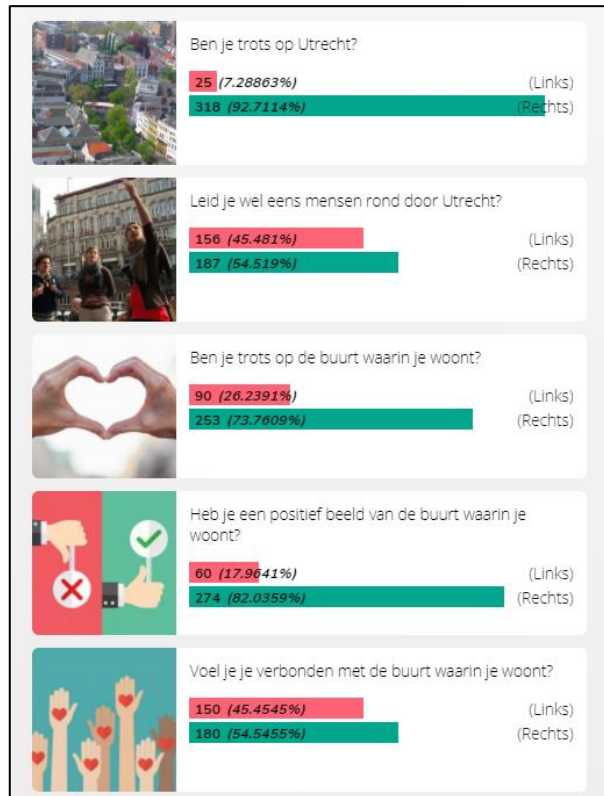 Ben je trots op Utrecht?
25 (7.28863%) (Links)
318 (92.7114%) (Rechts)
Leid je wel eens mensen rond door Utrecht?
156 (45.481%) (Links)
187 (54.519%) (Rechts)
Ben je trots op de buurt waarin je woont?
90 (26.2391%) (Links)
253 (73.7609%) (Rechts)
Heb je een positief beeld van de buurt waarin je
woont?
60 (17.9641%) (Links)
274 (82.0359%) (Rechts)
Voel je je verbonden met de buurt waarin je woont?
150 (45.4545%) (Links)
180 (54.5455%) (Rechts)